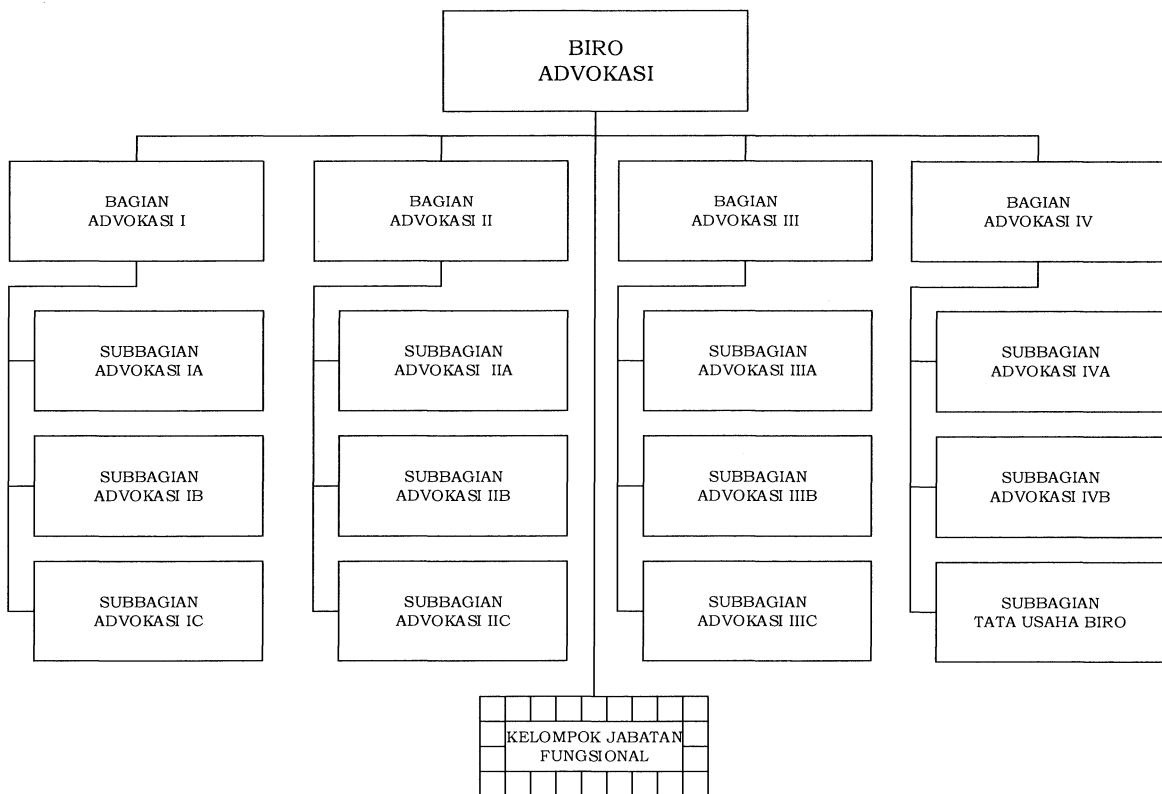 BIRO
ADVOKASI
BAGIAN
ADVOKASI I
BAGIAN
ADVOKASI II
BAGIAN
ADVOKASI III
BAGIAN
ADVOKASI IV
SUBBAGIAN
ADVOKASI IA
SUBBAGIAN
ADVOKASI IIA
SUBBAGIAN
ADVOKASI IIIA
SUBBAGIAN
ADVOKASI IVA
SUBBAGIAN
ADVOKASI IB
SUBBAGIAN
ADVOKASI IIB
SUBBAGIAN
ADVOKASI IIIB
SUBBAGIAN
ADVOKASI IVB
SUBBAGIAN
ADVOKASI IC
SUBBAGIAN
ADVOKASI IIC
SUBBAGIAN
ADVOKASI IIIC
SUBBAGIAN
TATA USAHA BIRO
KELOMPOK JABATAN
FUNGSIONAL